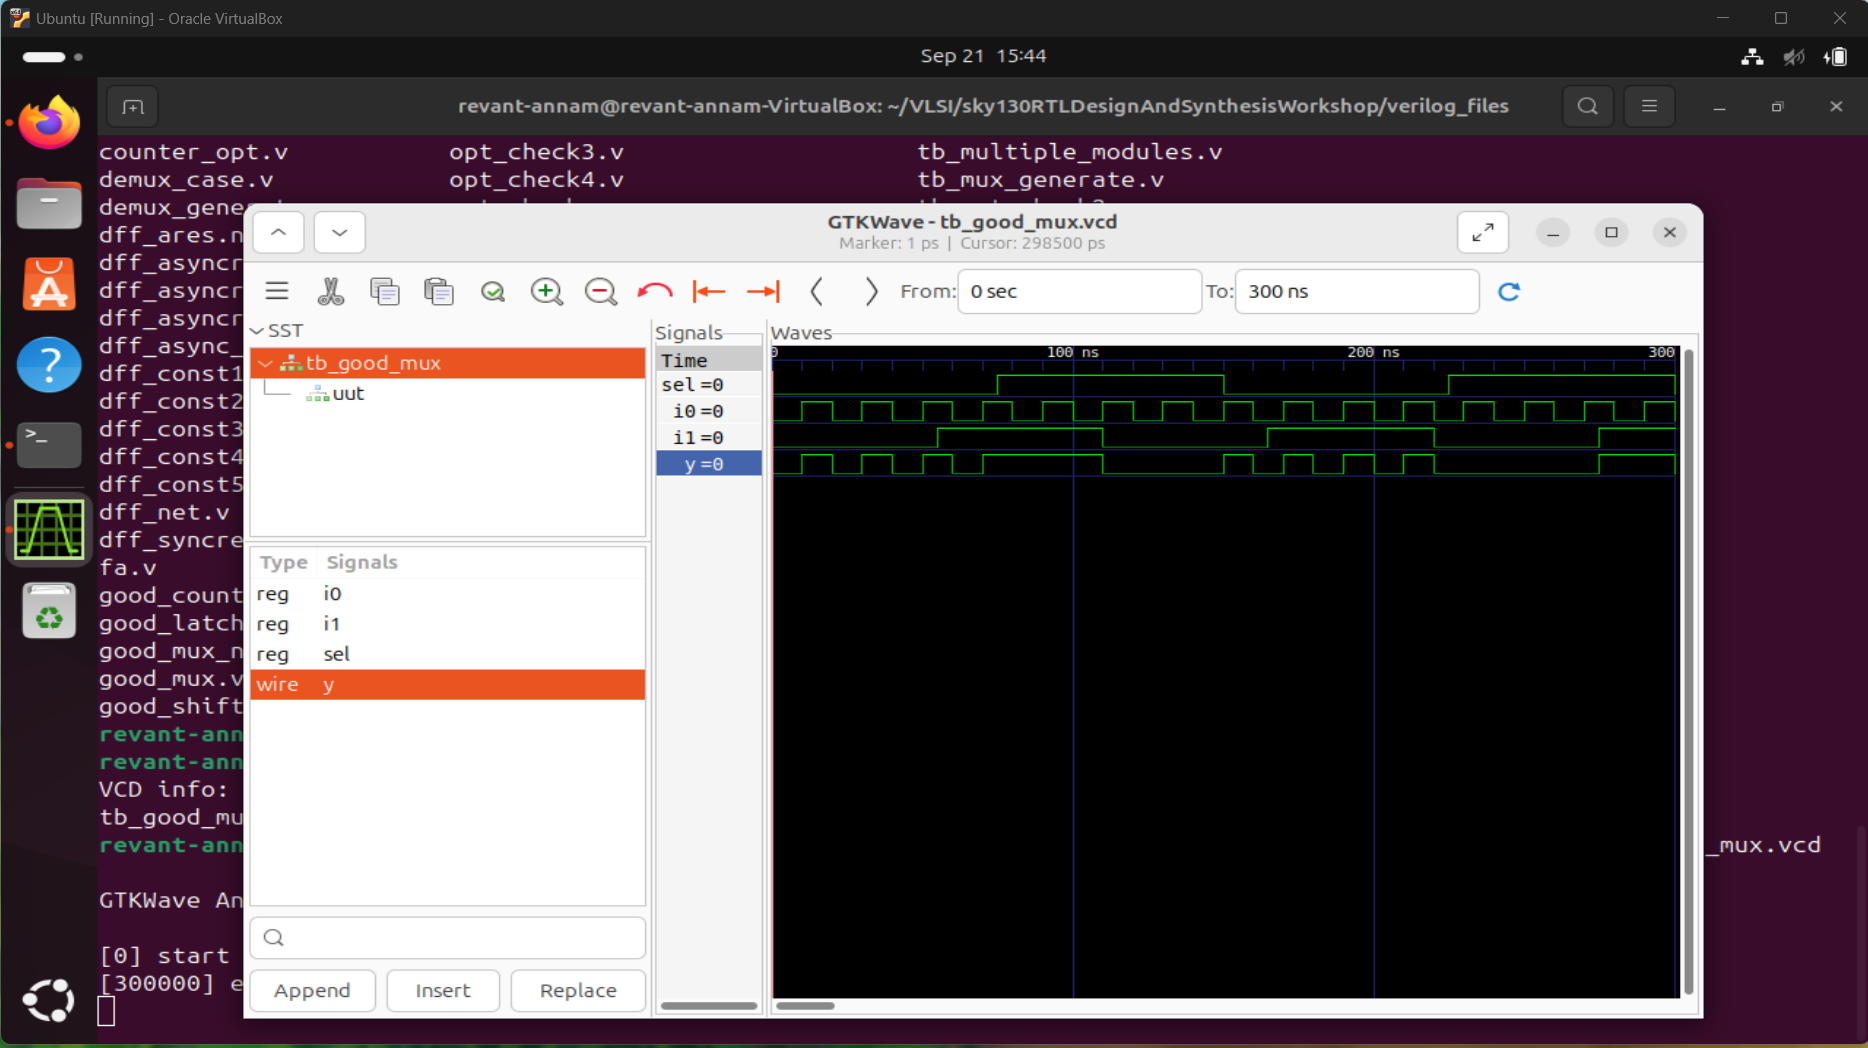 Ubuntu [Running] - Oracle VirtualBox
Sep 21 15:44
revant-annam@revant-annam-VirtualBox: ~/VLSI/sky130RTLDesignAndSynthesisWorkshop/verilog_files
counter_opt.v opt_check3.v tb_multiple_modules.v
demux_case.v opt_check4.v tb_mux_generate.v
demux_gene
dff_ares.n
dff_asyncr
dff_asyncr
dff_asyncr
dff_async_
dff_const1
dff_const2
dff_const3
dff_const4
dff_const5
dff_net.v
dff_syncre
fa.v
good_count
good_latch
good_mux_n
good_mux.v
good_shift
revant-ann
revant-ann
VCD info:
tb_good_mu
revant-ann _mux.vcd
GTKWave An
[0] start
[300000] e
GTKWave - tb_good_mux.vcd
Marker: 1 ps | Cursor: 298500 ps
From: 0 sec To: 300 ns
SST
tb_good_mux
uut
Type Signals
reg i0
reg i1
reg sel
wire y
Append Insert Replace
Signals
Time
sel =0
i0 =0
i1 =0
y =0
Waves
0 100 ns 200 ns 300